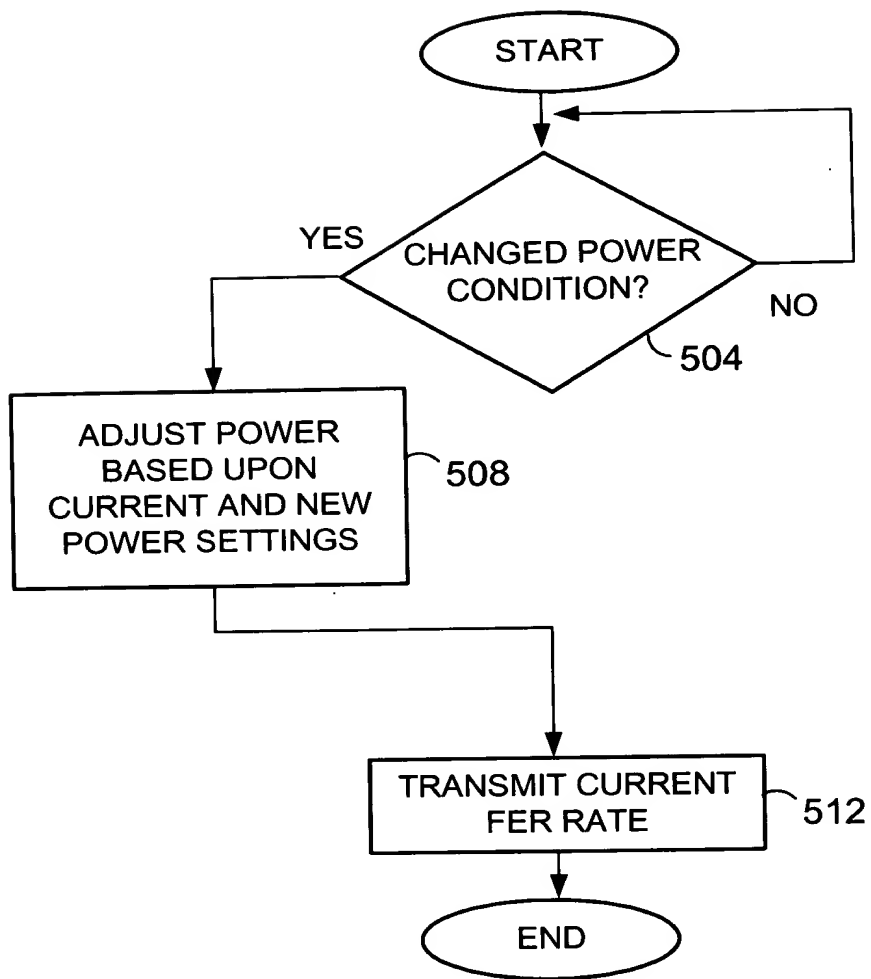 START
YES
CHANGED POWER
CONDITION?
NO
504
ADJUST POWER
BASED UPON
CURRENT AND NEW
POWER SETTINGS
508
TRANSMIT CURRENT
FER RATE
512
END